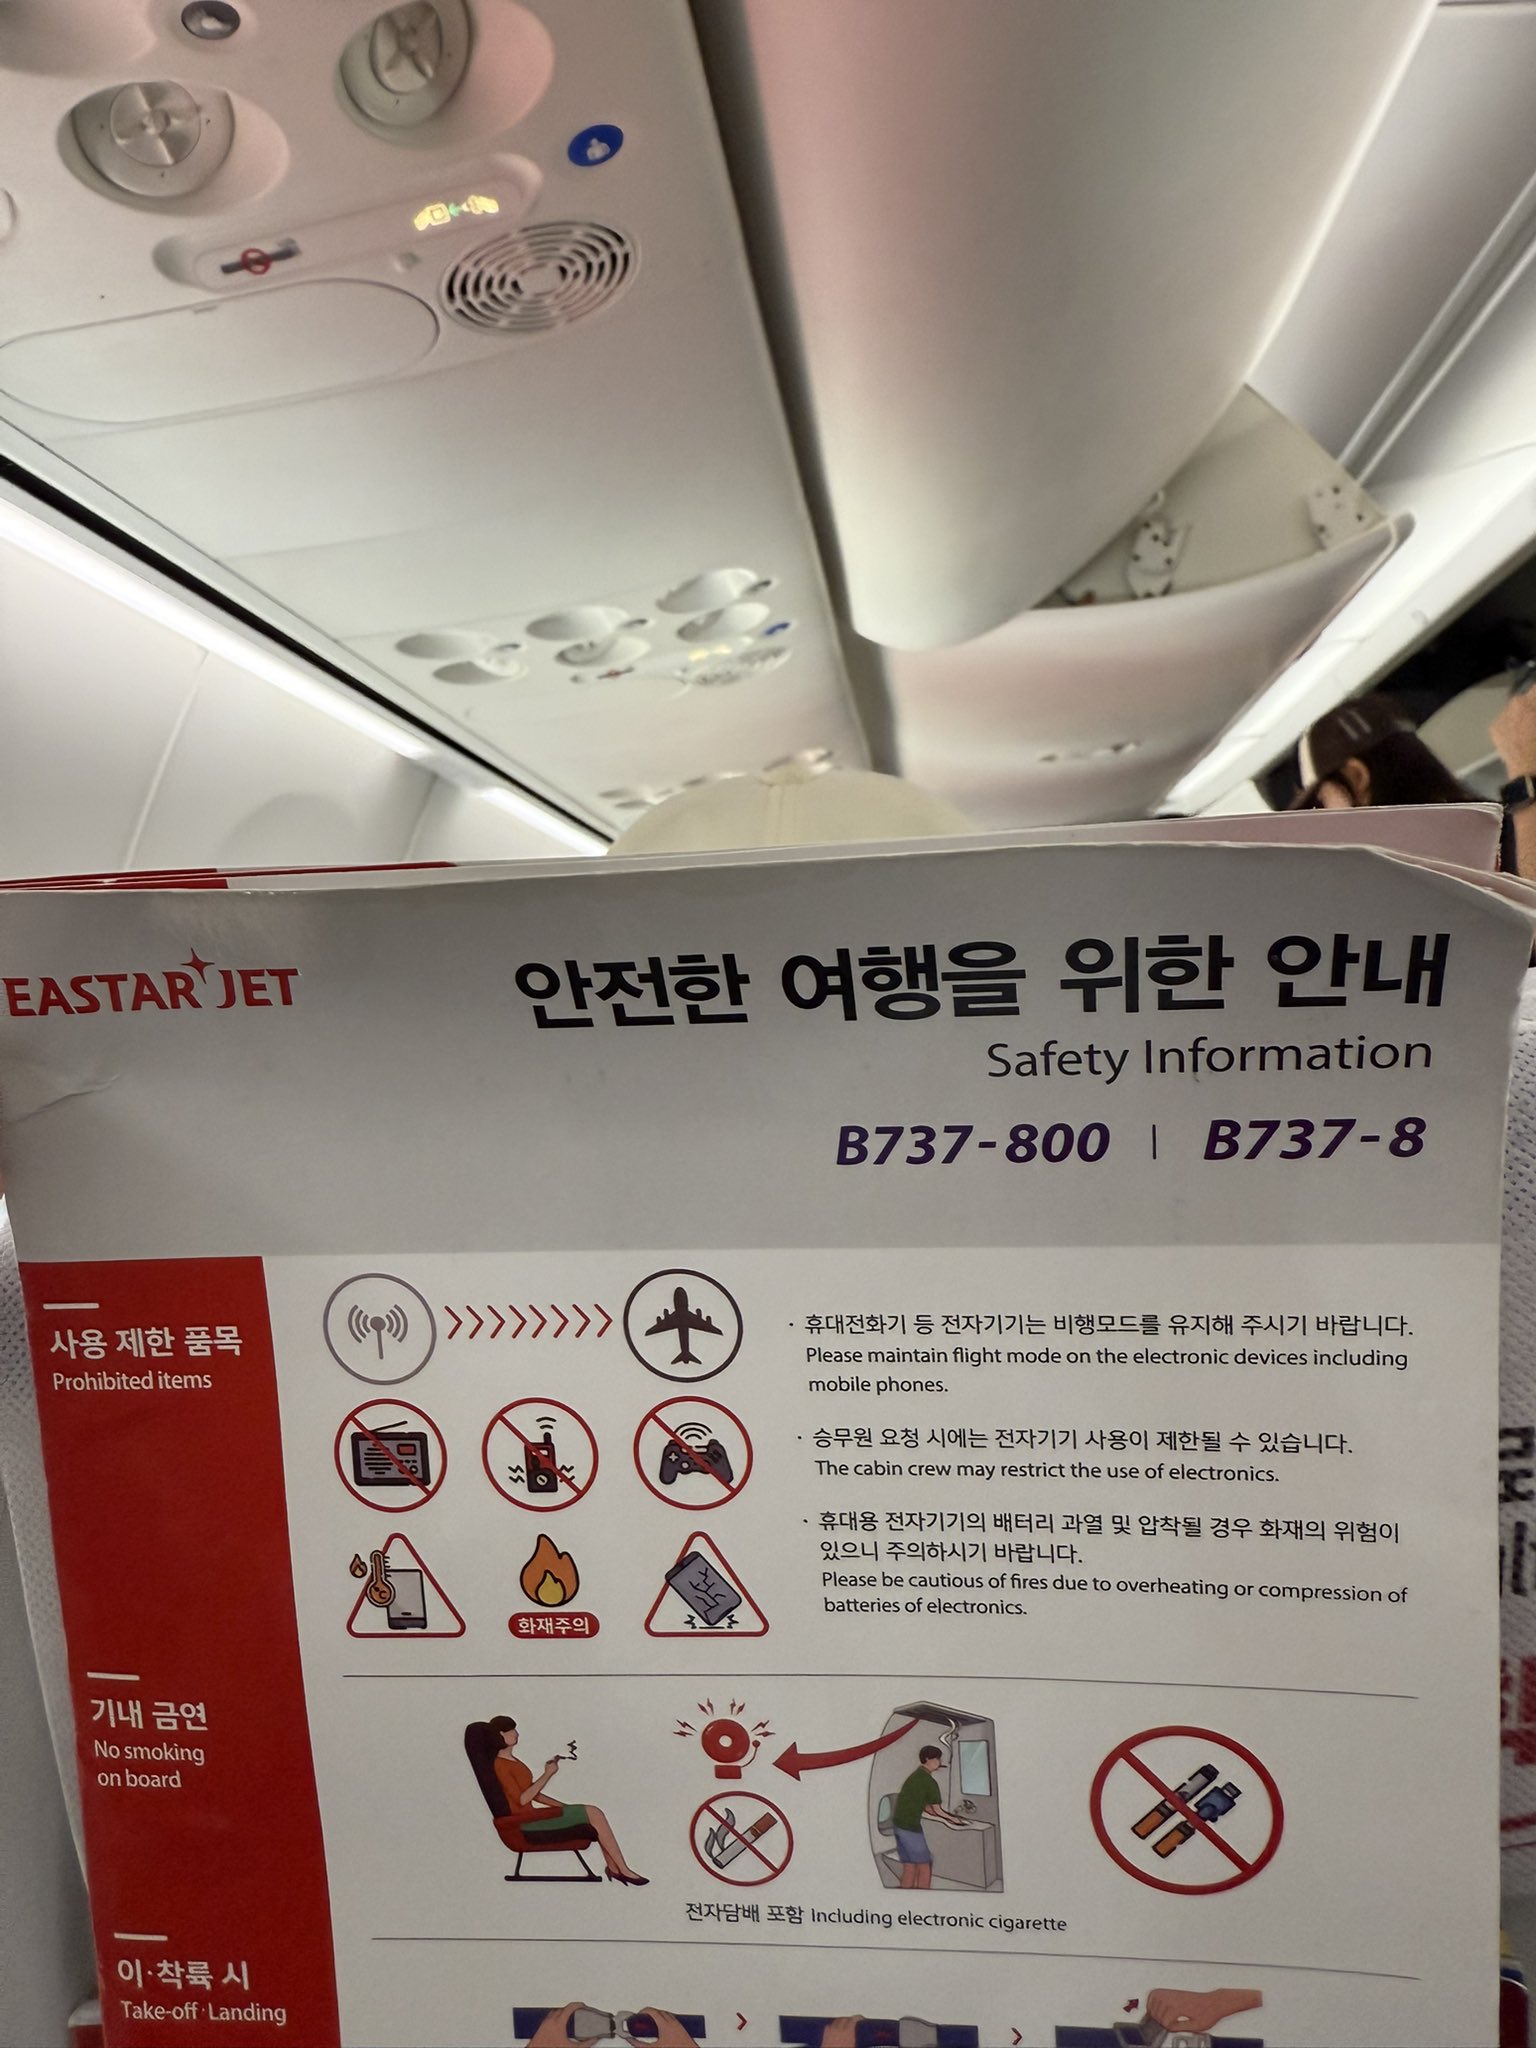 EASTAR JET
안전한 여행을 위한 안내
Safety Information
B737-800 | B737-8
사용 제한 품목
Prohibited items
· 휴대전화기 등 전자기기는 비행모드를 유지해 주시기 바랍니다.
Please maintain flight mode on the electronic devices including
mobile phones.
· 승무원 요청 시에는 전자기기 사용이 제한될 수 있습니다.
The cabin crew may restrict the use of electronics.
· 휴대용 전자기기의 배터리 과열 및 압착될 경우 화재의 위험이
있으니 주의하시기 바랍니다.
Please be cautious of fires due to overheating or compression of
batteries of electronics.
화재주의
기내 금연
No smoking
on board
전자담배 포함 Including electronic cigarette
이·착륙 시
Take-off·Landing